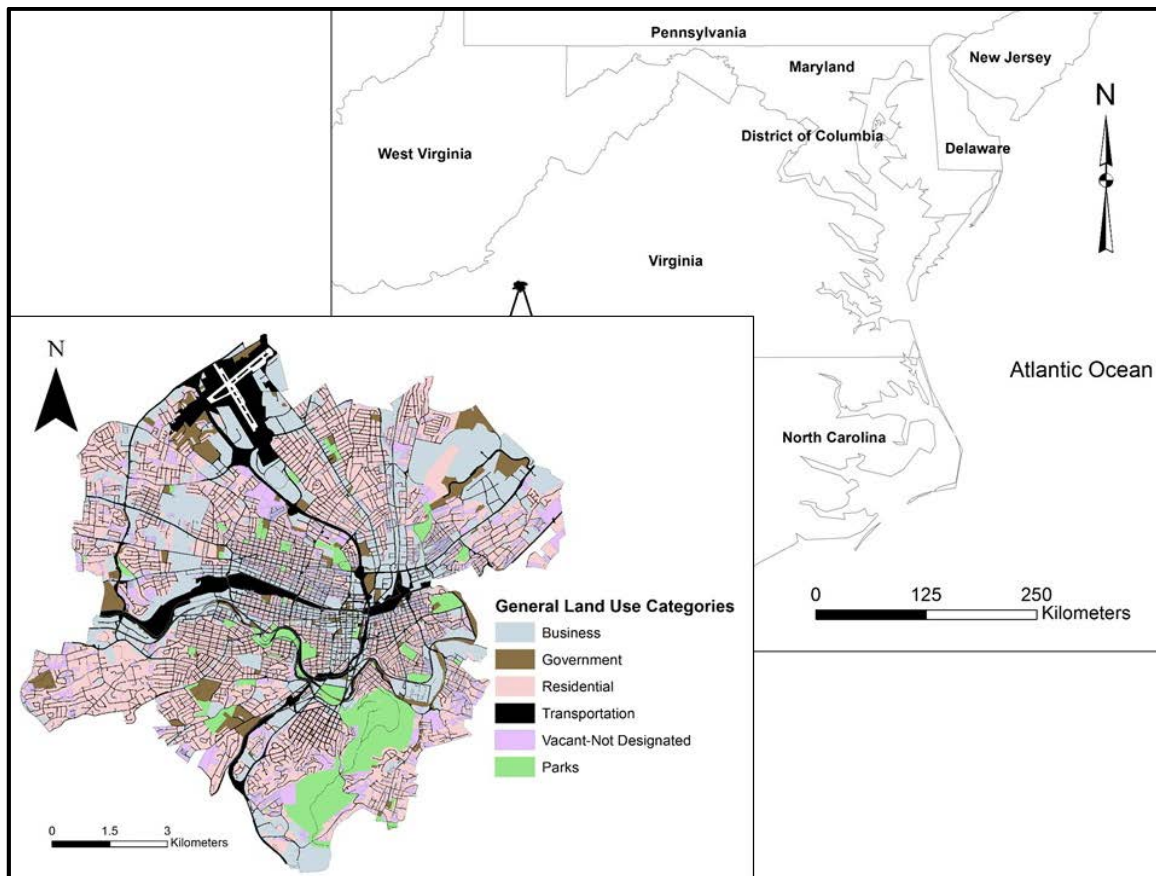 Pennsylvania
New Jersey
Maryland
N
District of Columbia
West Virginia
Delaware
Virginia
Atlantic Ocean
North Carolina
0 125 250
Kilometers
N
General Land Use Categories
Business
Government
Residential
Transportation
Vacant-Not Designated
Parks
0 1.5 3
Kilometers